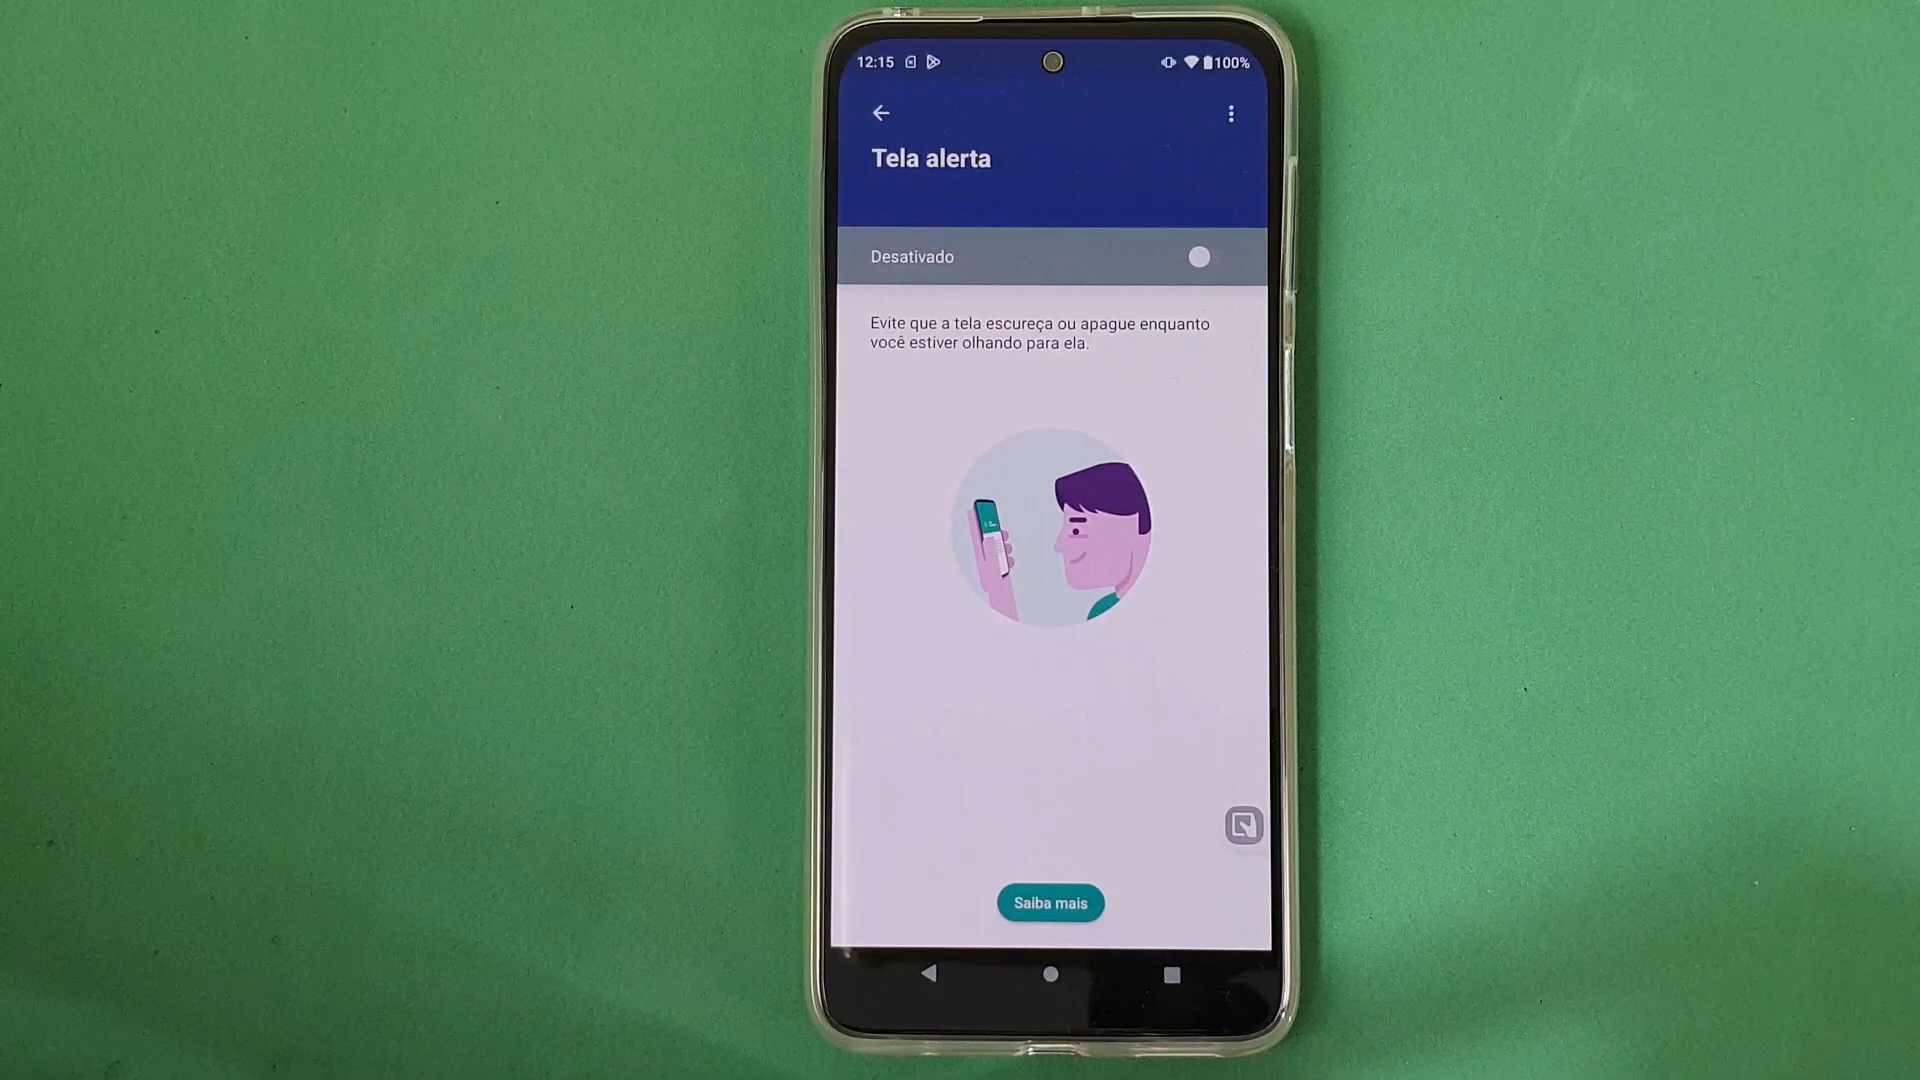 12:15
100%
Tela alerta
Desativado
Evite que a tela escureça ou apague enquanto
você estiver olhando para ela.
Saiba mais